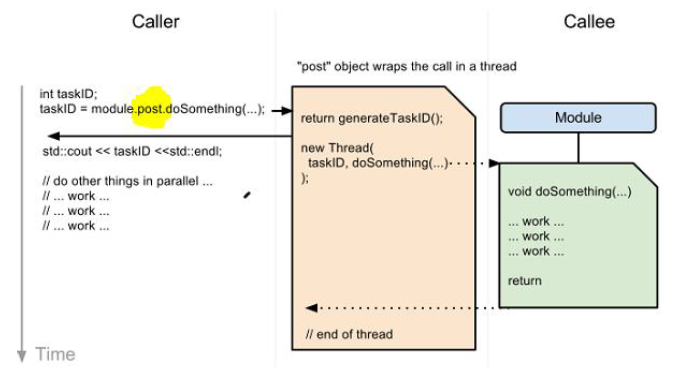 Caller
Callee
"post" object wraps the call in a thread
int taskID;
taskID = module.post.doSomething(...);
std::cout << taskID <<std::endl;
// do other things in parallel ...
// ... work ...
// ... work ...
// ... work ...
return generateTaskID();
new Thread(
taskID, doSomething(...)
);
// end of thread
Module
void doSomething(...)
... work ...
... work ...
... work ...
return
Time